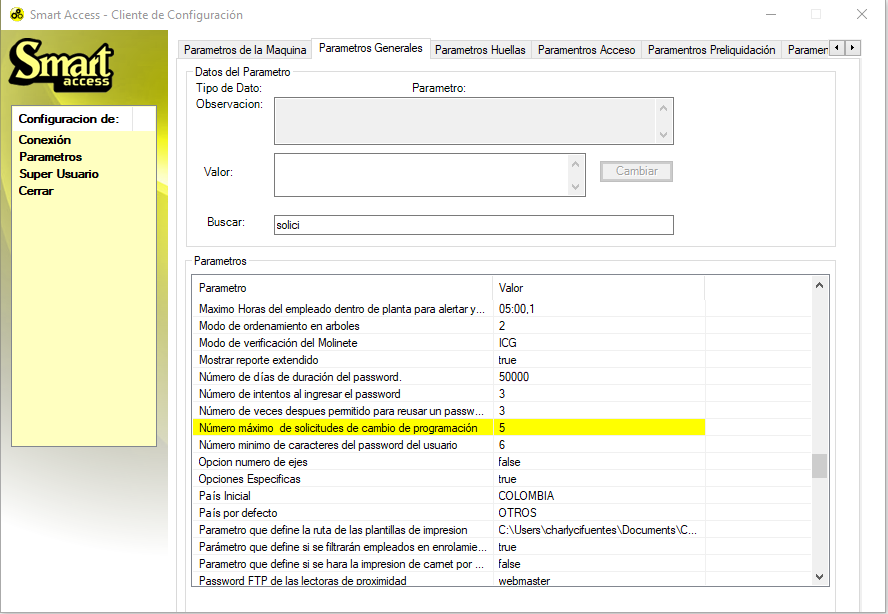 Smart Access - Cliente de Configuración
Smart
access
Configuracion de:
Conexión
Parametros
Super Usuario
Cerrar
Parametros de la Maquina
Parametros Generales
Parametros Huellas
Pararmentros Acceso
Pararmentros Preliquidación
Paramer
Datos del Parametro
Tipo de Dato:
Parametro:
Observacion:
Valor:
Cambiar
Buscar:
solici
Parametros
Parametro Valor
Maximo Horas del empleado dentro de planta para alertar y... 05:00,1
Modo de ordenamiento en arboles 2
Modo de verificación del Molinete ICG
Mostrar reporte extendido true
Número de días de duración del password. 50000
Número de intentos al ingresar el password 3
Número de veces despues permitido para reusar un passw... 3
Número máximo de solicitudes de cambio de programación 5
Número minimo de caracteres del password del usuario 6
Opcion numero de ejes false
Opciones Especificas true
País Inicial COLOMBIA
País por defecto OTROS
Parametro que define la ruta de las plantillas de impresion C:\Users\charlycifuentes\Documents\C...
Parámetro que define si se filtrarán empleados en enrolamie... true
Parametro que define si se hara la impresion de carnet por ... false
Password FTP de las lectoras de proximidad webmaster